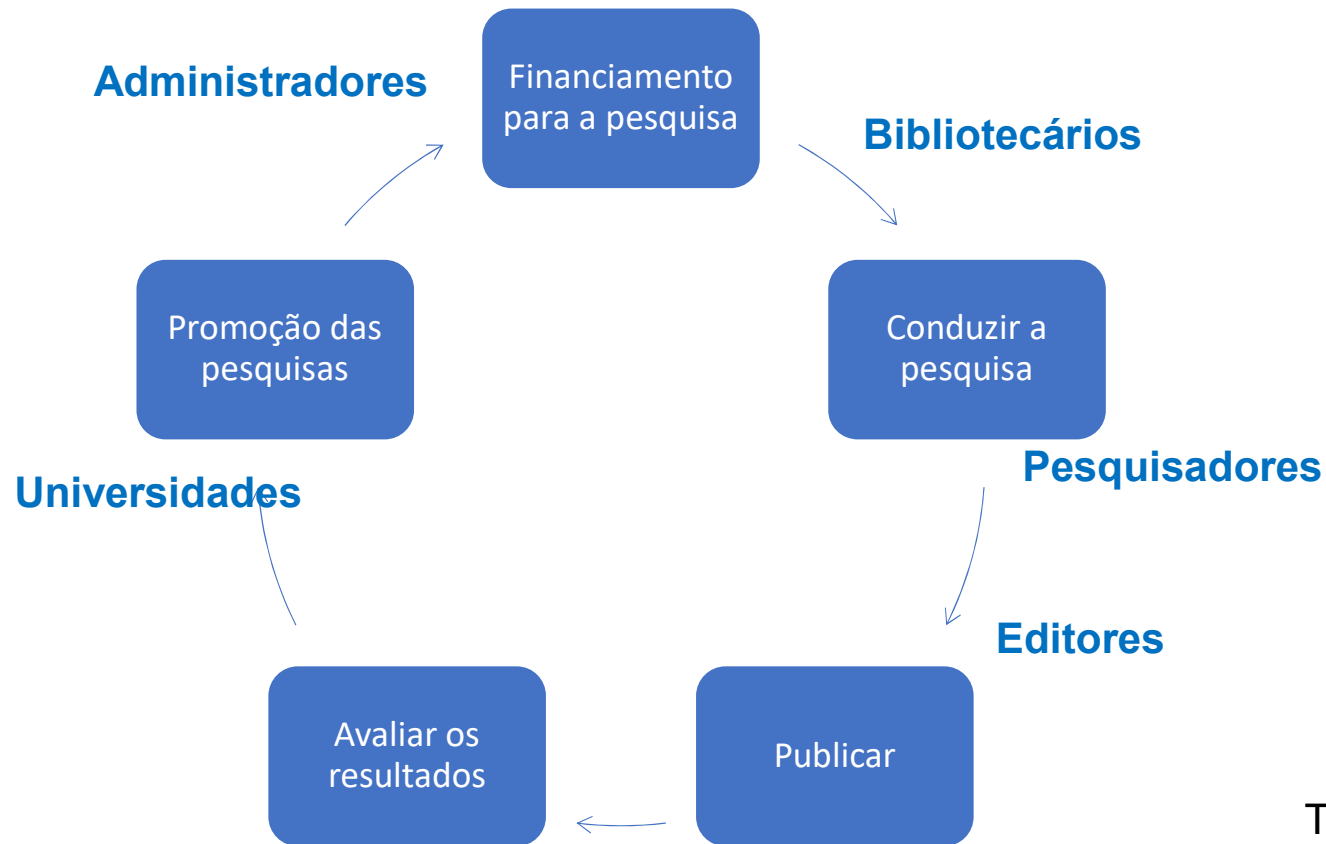 Administradores
Financiamento
para a pesquisa
Bibliotecários
Promoção das
pesquisas
Conduzir a
pesquisa
Universidades
Pesquisadores
Editores
Avaliar os
resultados
Publicar
T